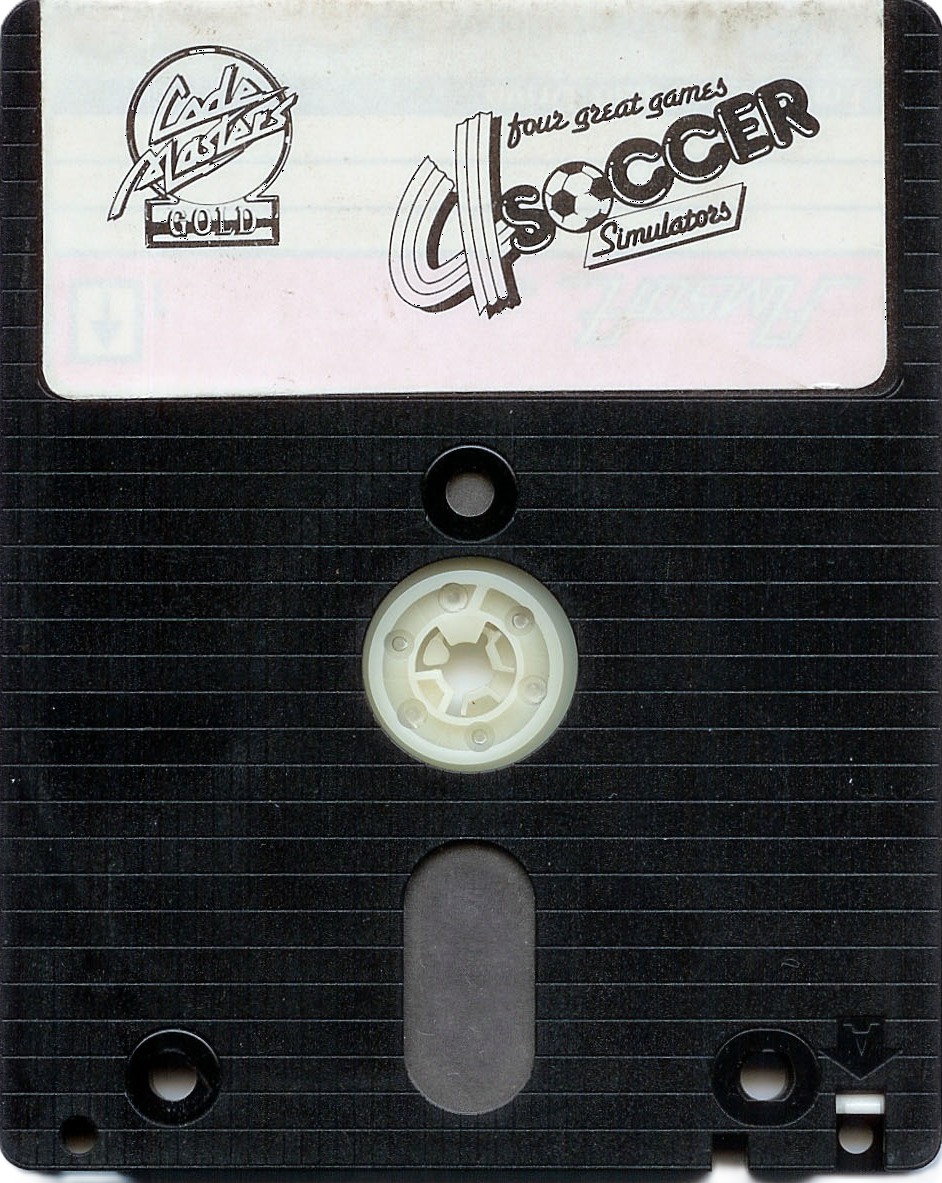 Code
Masters
GOLD
four great games
4 SOCCER
Simulators